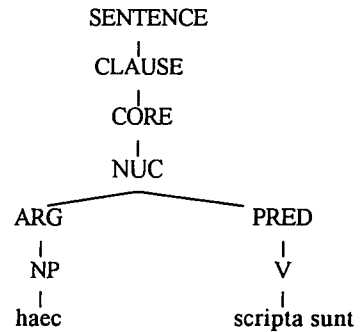 SENTENCE
CLAUSE
CORE
NUC
ARG PRED
NP V
haec scripta sunt